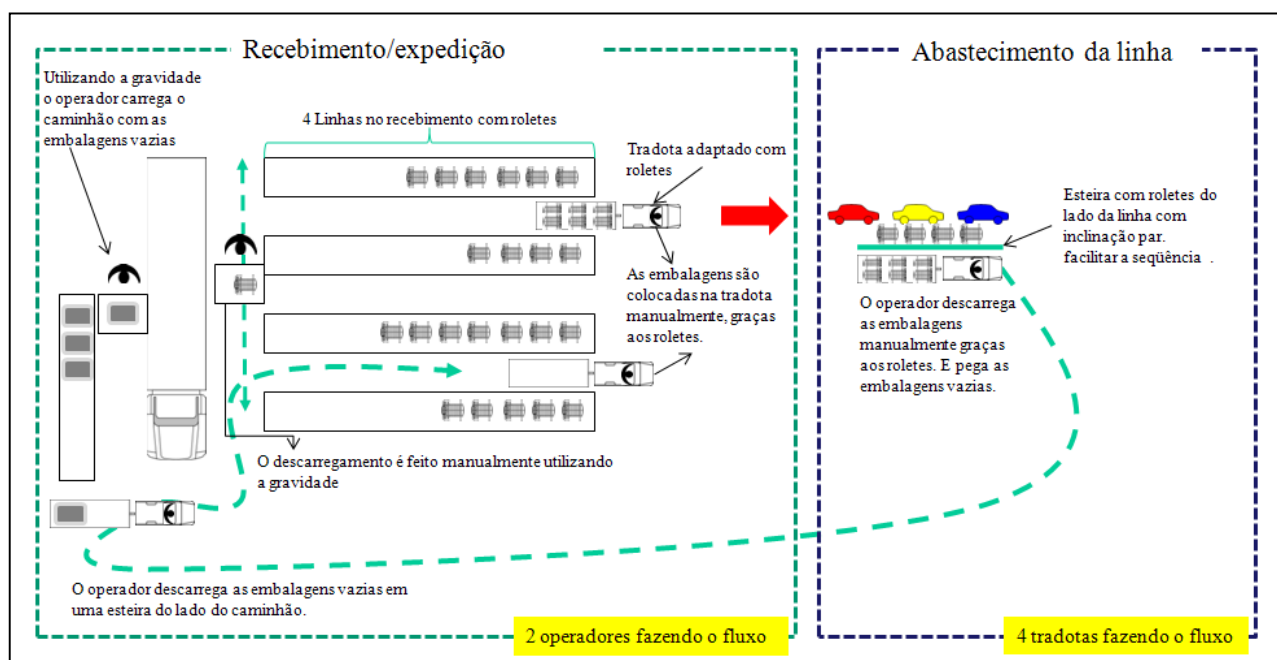 Recebimento/expedição
Utilizando a gravidade
o operador carrega o
caminhão com as
embalagens vazias
4 Linhas no recebimento com roletes
Tradota adaptado com
roletes
As embalagens são
colocadas na tradota
manualmente, graças
aos roletes.
O descarregamento é feito manualmente utilizando
a gravidade
O operador descarrega as embalagens vazias em
uma esteira do lado do caminhão.
2 operadores fazendo o fluxo
Abastecimento da linha
Esteira com roletes do
lado da linha com
inclinação par.
facilitar a seqüência .
O operador descarrega
as embalagens
manualmente graças
aos roletes. E pega as
embalagens vazias.
4 tradotas fazendo o fluxo